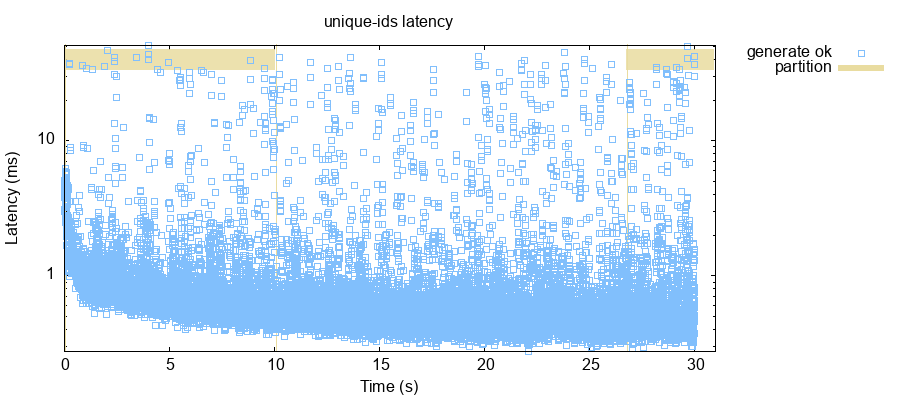 unique-ids latency
generate ok
partition
10
1
Latency (ms)
0 5 10 15 20 25 30
Time (s)